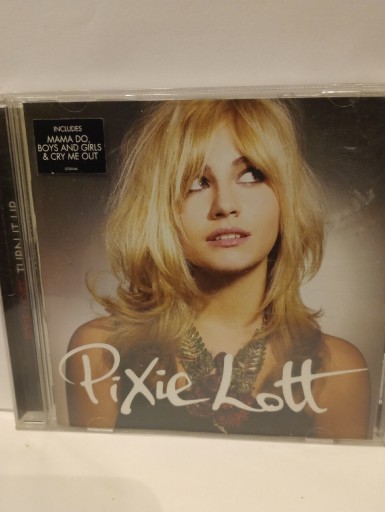 INCLUDES
MAMA DO,
BOYS AND GIRLS
& CRY ME OUT
TURN IT UP
Pixie Lott